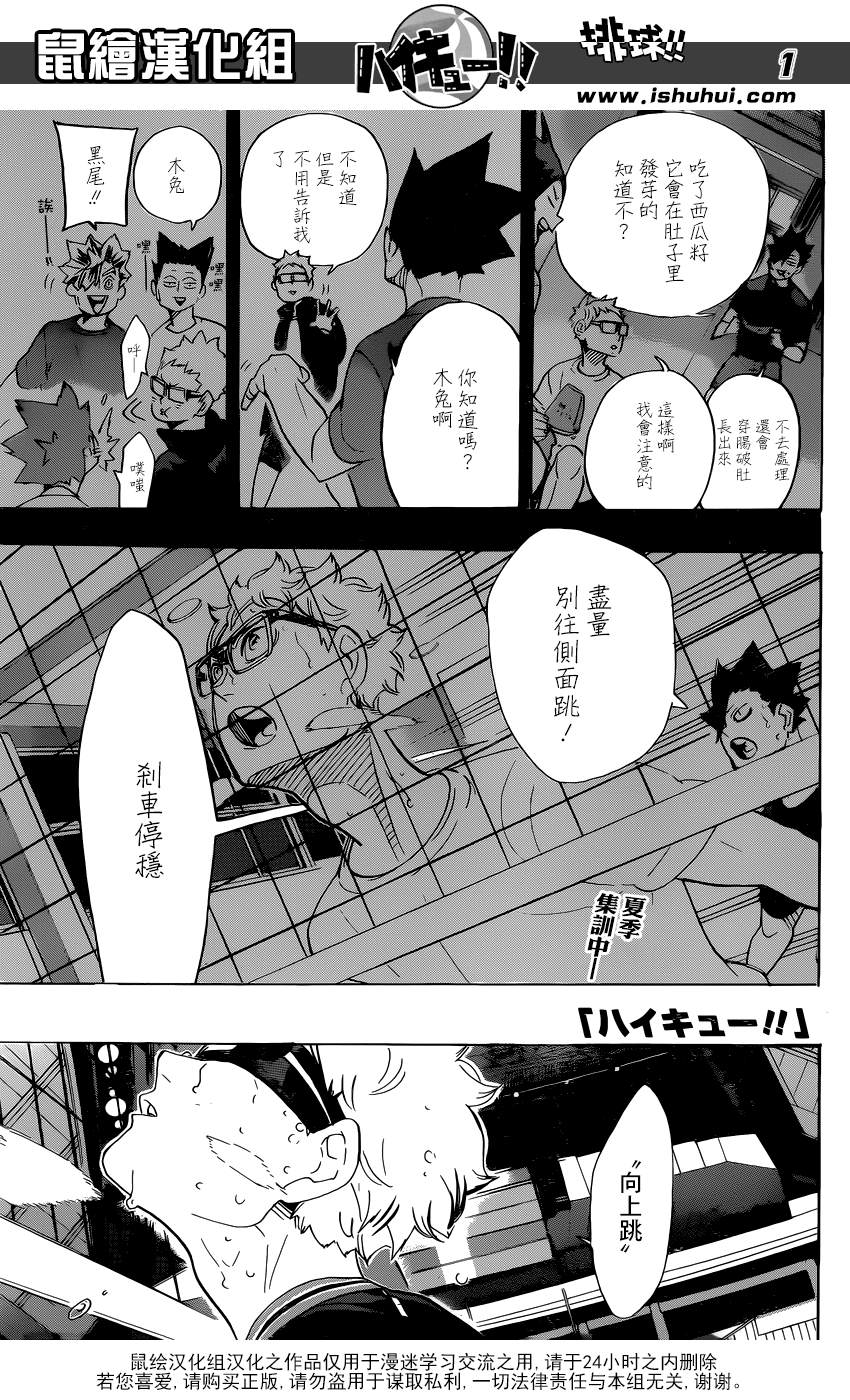 鼠繪漢化組
ハイキュー!!
排球!!
1
www.ishuhui.com
吃了西瓜籽
它會在肚子里
發芽的
知道不?
不去處理
還會
穿腸破肚
長出來
這樣啊
我會注意的
不知道
但是
不用告訴我
了
你知道嗎?
木兔啊
木兔
黑尾!!
誒—!!
嘿
嘿嘿
呼—
噗嗤
盡量
別往側面跳!
剎車停穩
夏季
集訓中—
「ハイキュー!!」
"向上跳"
鼠绘汉化组汉化之作品仅用于漫迷学习交流之用, 请于24小时之内删除
若您喜爱, 请购买正版, 请勿用于谋取私利, 一切法律责任与本组无关, 谢谢。